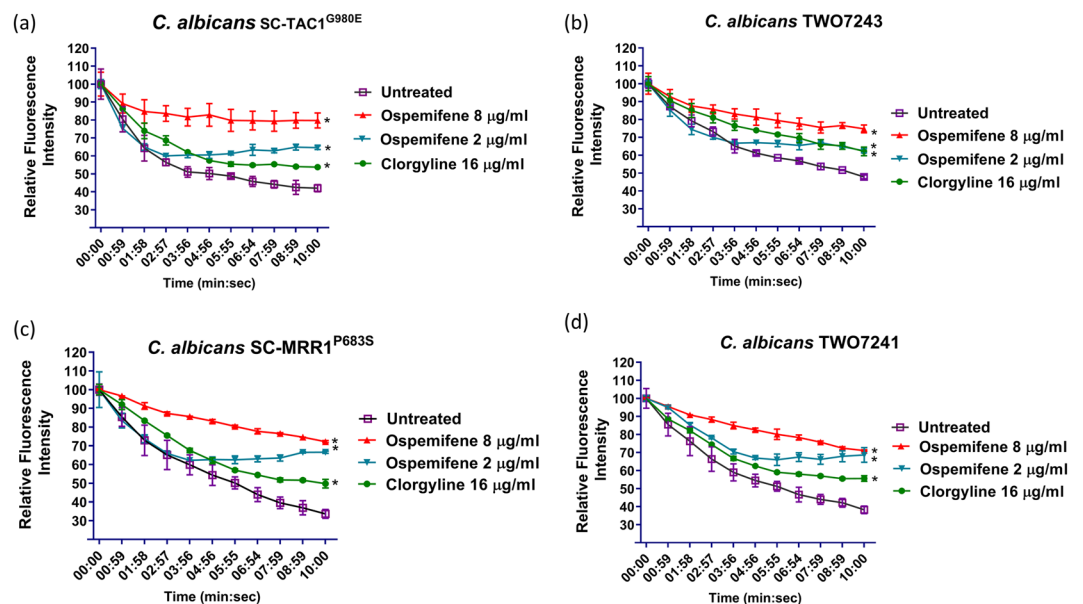 (a)
C. albicans SC-TAC1G980E
Relative Fluorescence
Intensity
120
110
100
90
80
70
60
50
40
30
00:00
00:59
01:58
02:57
03:56
04:56
05:55
06:54
07:59
08:59
10:00
Time (min:sec)
*
*
*
Untreated
Ospemifene 8 μg/ml
Ospemifene 2 μg/ml
Clorgyline 16 μg/ml
(b)
C. albicans TWO7243
Relative Fluorescence
Intensity
120
110
100
90
80
70
60
50
40
30
00:00
00:59
01:58
02:57
03:56
04:56
05:55
06:54
07:59
08:59
10:00
Time (min:sec)
*
*
*
Untreated
Ospemifene 8 μg/ml
Ospemifene 2 μg/ml
Clorgyline 16 μg/ml
(c)
C. albicans SC-MRR1P683S
Relative Fluorescence
Intensity
120
110
100
90
80
70
60
50
40
30
00:00
00:59
01:58
02:57
03:56
04:56
05:55
06:54
07:59
08:59
10:00
Time (min:sec)
*
*
*
Untreated
Ospemifene 8 μg/ml
Ospemifene 2 μg/ml
Clorgyline 16 μg/ml
(d)
C. albicans TWO7241
Relative Fluorescence
Intensity
120
110
100
90
80
70
60
50
40
30
00:00
00:59
01:58
02:57
03:56
04:56
05:55
06:54
07:59
08:59
10:00
Time (min:sec)
*
*
*
Untreated
Ospemifene 8 μg/ml
Ospemifene 2 μg/ml
Clorgyline 16 μg/ml